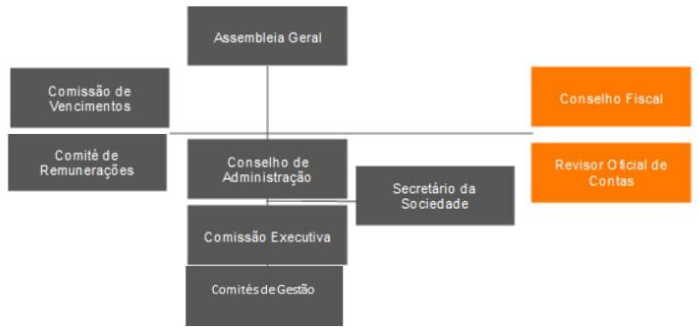 Assembleia Geral
Comissão de
Vencimentos
Conselho Fiscal
Comité de
Remunerações
Conselho de
Administração
Revisor Oficial de
Contas
Secretário da
Sociedade
Comissão Executiva
Comités de Gestão